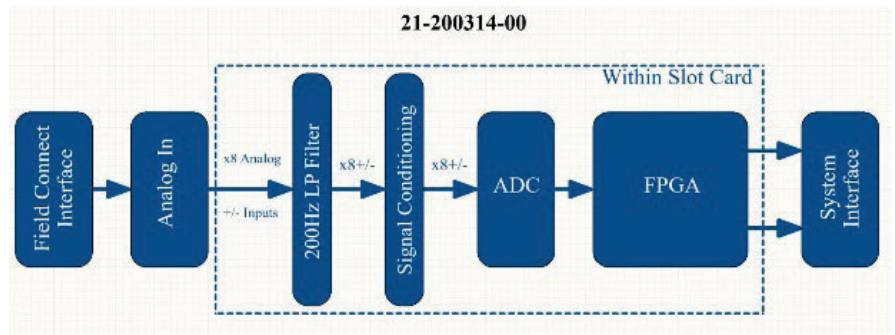 21-200314-00
Within Slot Card
Field Connect
Interface
Analog In
x8 Analog
+/- Inputs
200Hz LP Filter
x8+/-
Signal Conditioning
x8+/-
ADC
FPGA
System
Interface